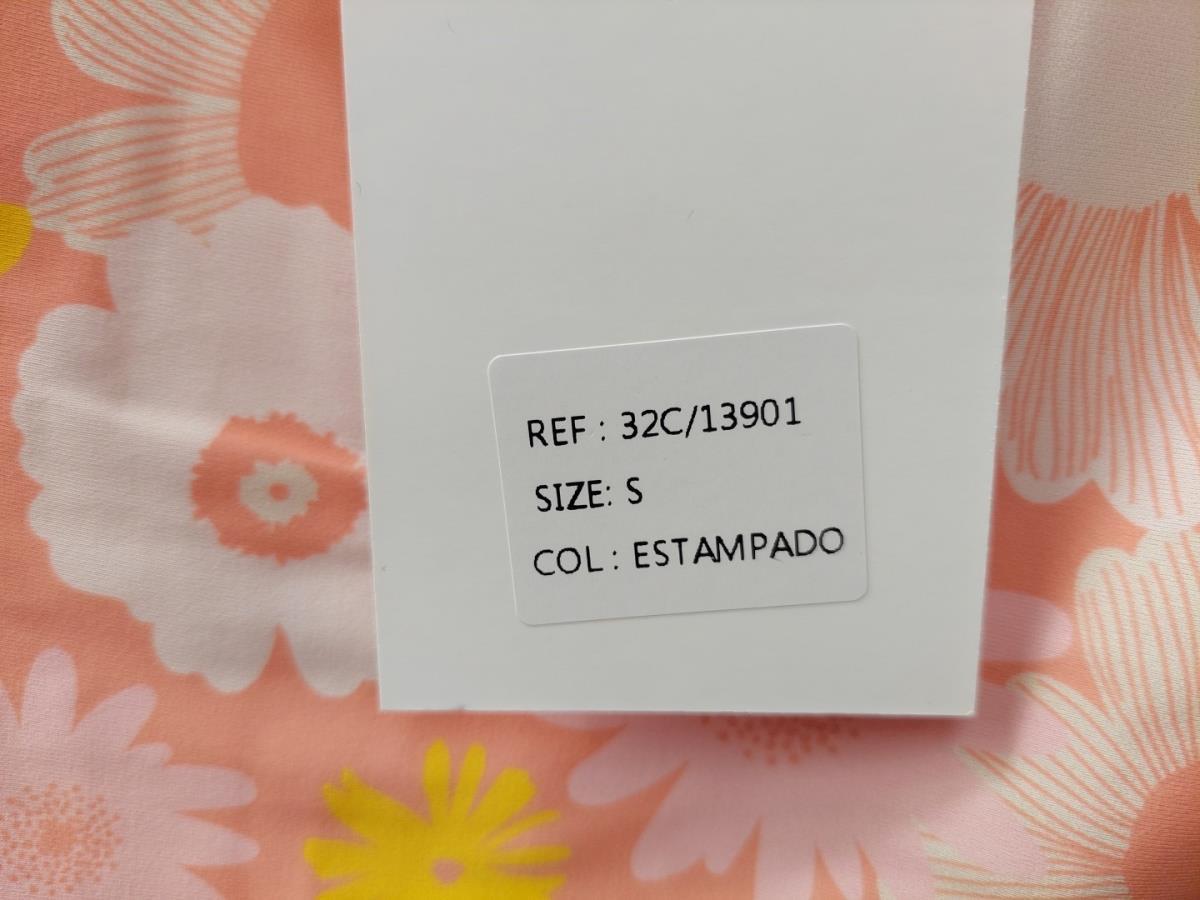 REF : 32C/13901
SIZE: S
COL : ESTAMPADO